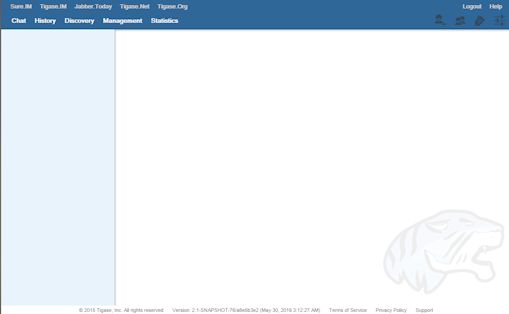 Sure.IM Tigase.IM Jabber.Today Tigase.Net Tigase.Org Logout Help
Chat History Discovery Management Statistics
© 2015 Tigase, Inc. All rights reserved. Version: 2.1-SNAPSHOT-76/a8e5b3e2 (May 30, 2016 3:12:27 AM) Terms of Service Privacy Policy Support